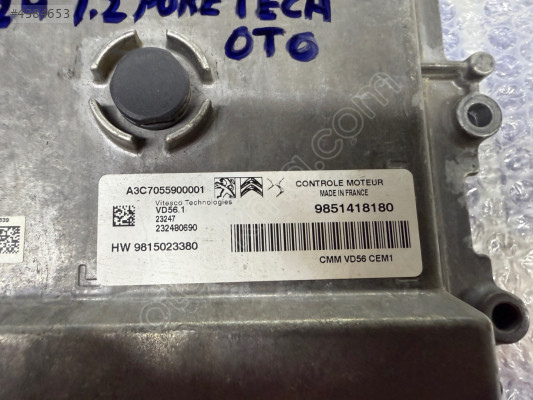 1.2 PURETECH
OTO
A3C7055900001
Vitesco Technologies
VD56.1
23247
232480690
HW 9815023380
CONTROLE MOTEUR
MADE IN FRANCE
9851418180
CMM VD56 CEM1